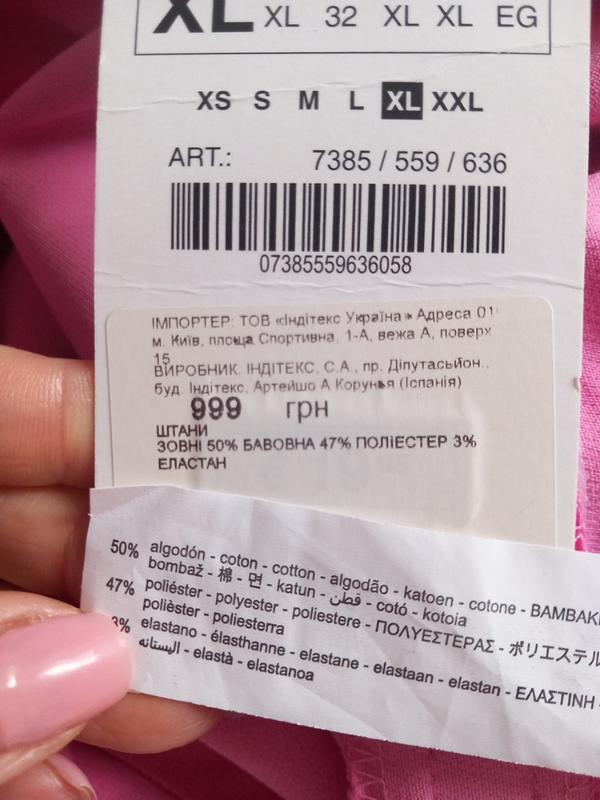 XL XL 32 XL XL EG
XS S M L XL XXL
ART.: 7385 / 559 / 636
07385559636058
ІМПОРТЕР: ТОВ «Індітекс Україна» Адреса 01
м. Київ, площа Спортивна, 1-А, вежа А, поверх
15
ВИРОБНИК. ІНДІТЕКС, С.А., пр. Діпутасьйон.,
буд. Індітекс, Артейшо А Корунья (Іспанія)
999 грн
ШТАНИ
ЗОВНІ 50% БАВОВНА 47% ПОЛІЕСТЕР 3%
ЕЛАСТАН
50% algodón - coton - cotton - algodão - katoen - cotone - ΒΑΜΒΑΚΙ
bombaž - 棉 - 면 - katun - قطن - cotó - kotoia
47% poliéster - polyester - poliestere - ΠΟΛΥΕΣΤΕΡΑΣ - ポリエステル
polièster - poliesterra
3% elastano - élasthanne - elastane - elastaan - elastan - ΕΛΑΣΤΙΝΗ
اليستانه - elastà - elastanoa